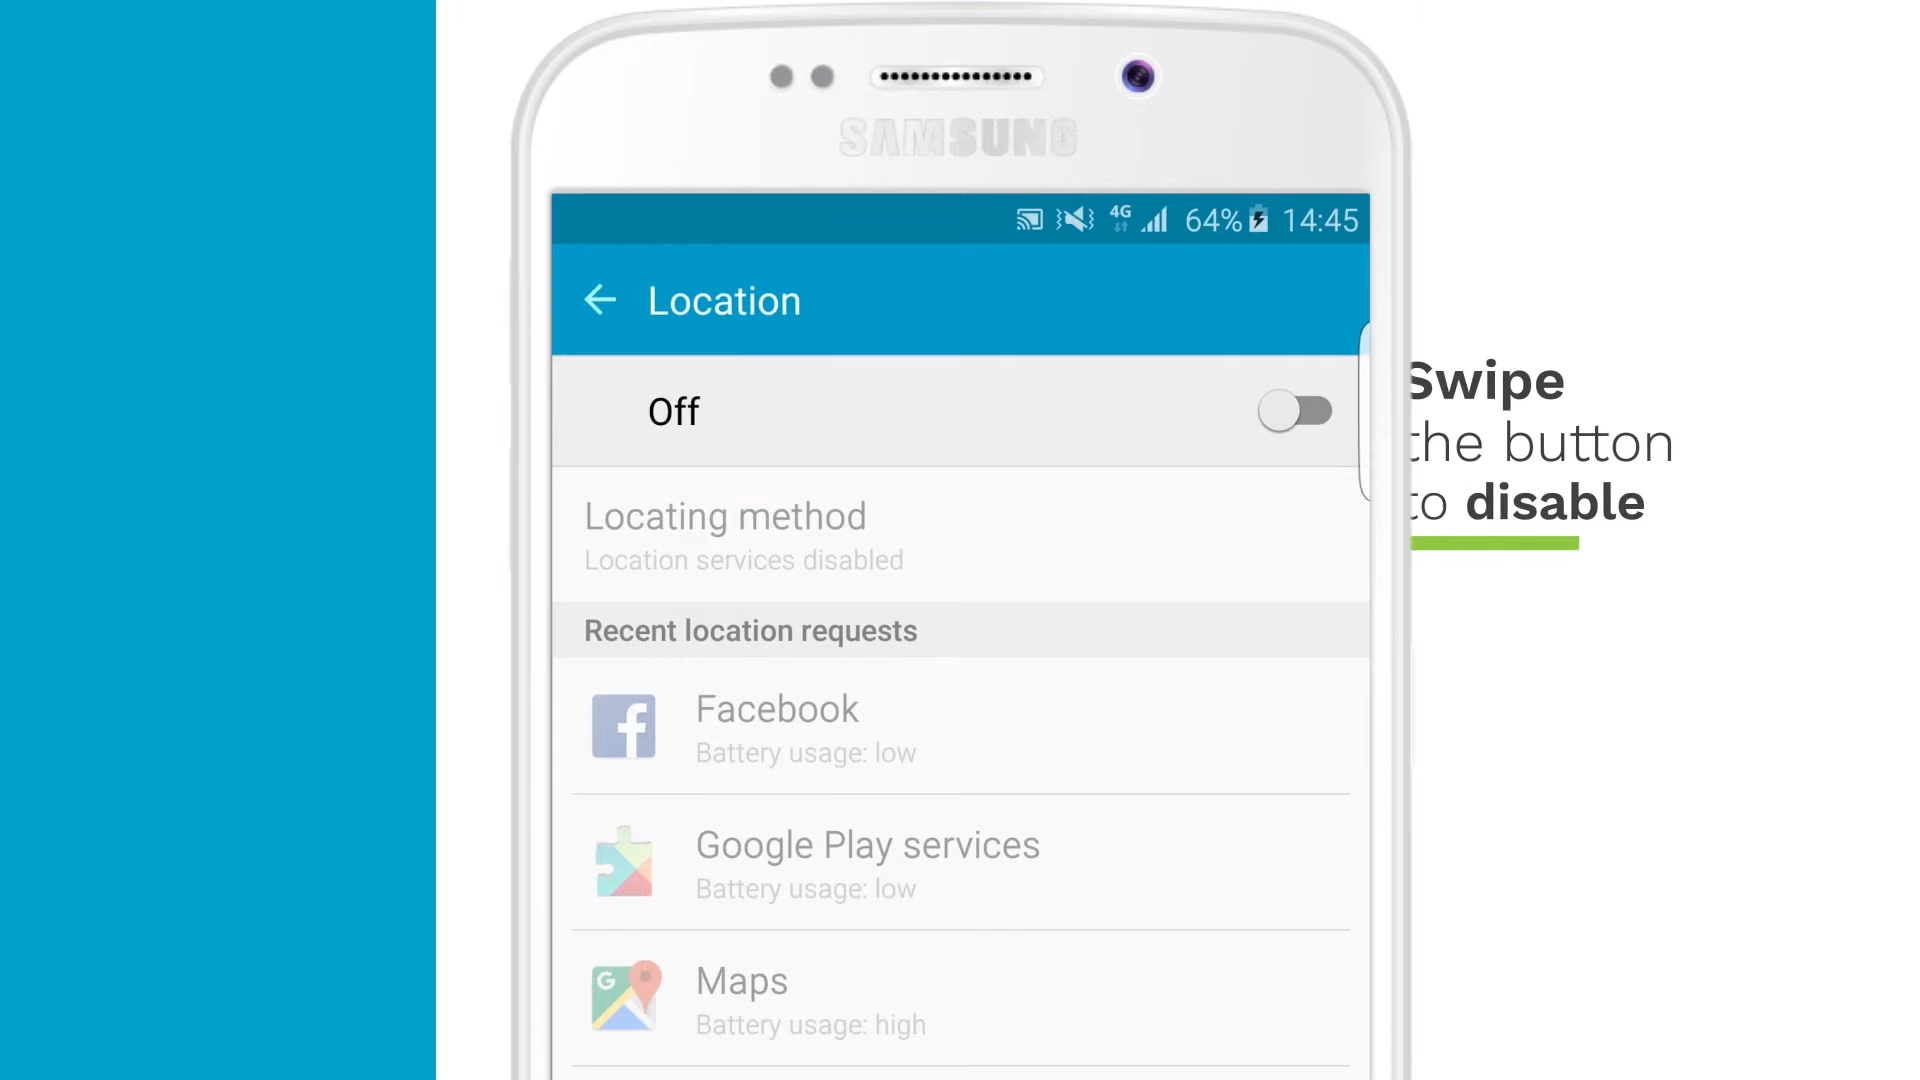 SAMSUNG
4G 64% 14:45
Location
Off
Swipe
the button
to disable
Locating method
Location services disabled
Recent location requests
Facebook
Battery usage: low
Google Play services
Battery usage: low
Maps
Battery usage: high